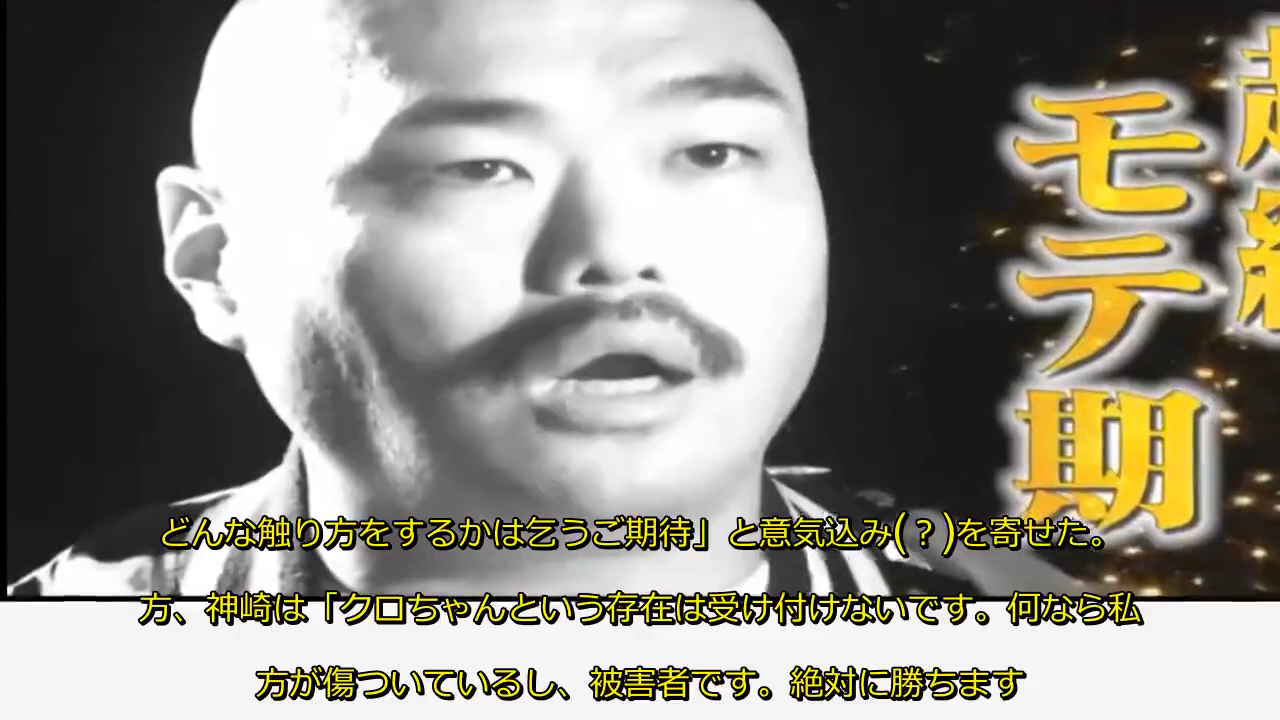 超絶
モテ期
どんな触り方をするかは乞うご期待」と意気込み(？)を寄せた。
方、神崎は「クロちゃんという存在は受け付けないです。何なら私
方が傷ついているし、被害者です。絶対に勝ちます